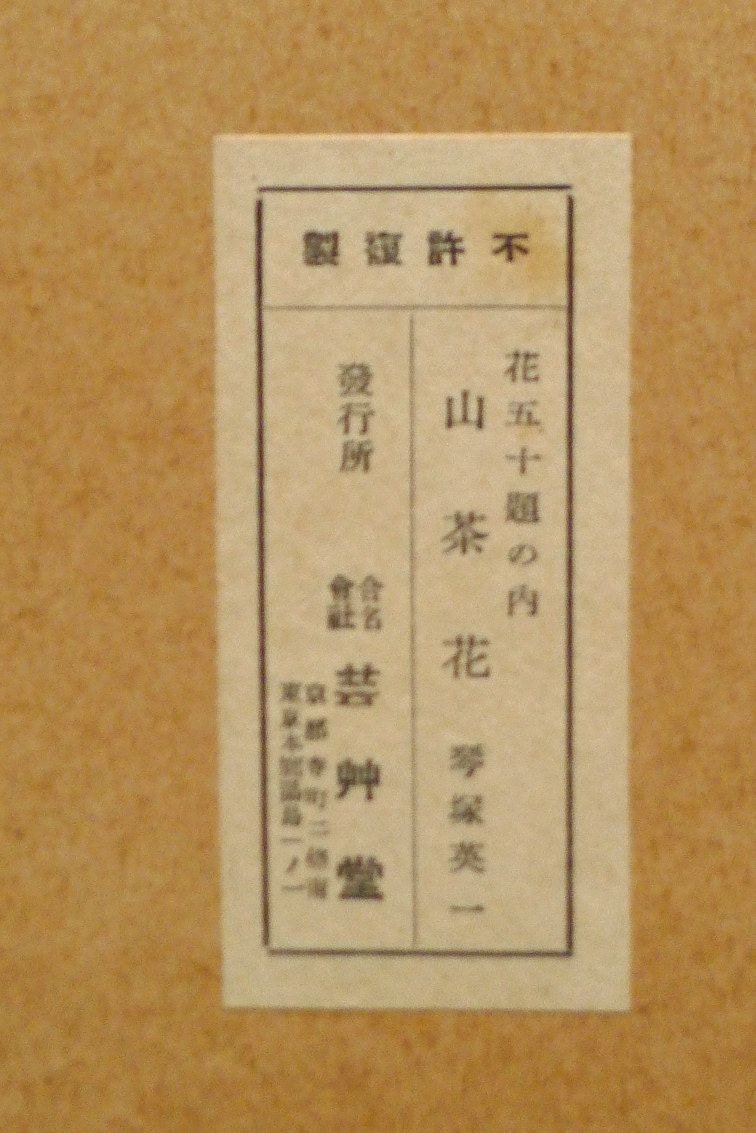 不許復製
花五十題の内
山茶花 琴塚英一
發行所
合名會社 芸艸堂
京都寺町二條南
東京本郷湯島一ノ一